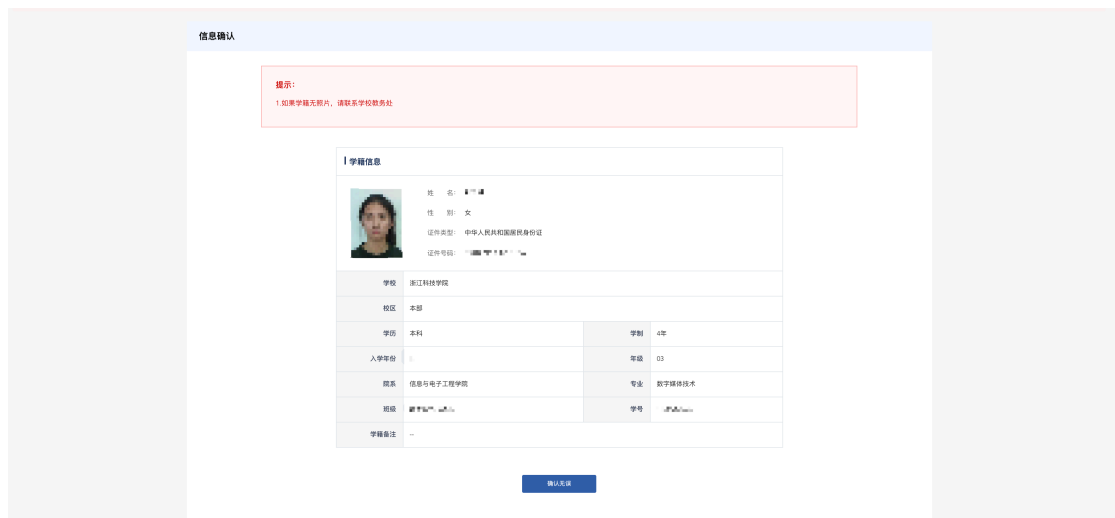 信息确认
提示：
1.如果学籍无照片，请联系学校教务处
学籍信息
姓 名：
性 别： 女
证件类型： 中华人民共和国居民身份证
证件号码：
学校 浙江科技学院
校区 本部
学历 本科 学制 4年
入学年份 年级 03
院系 信息与电子工程学院 专业 数字媒体技术
班级 学号
学籍备注 --
确认无误